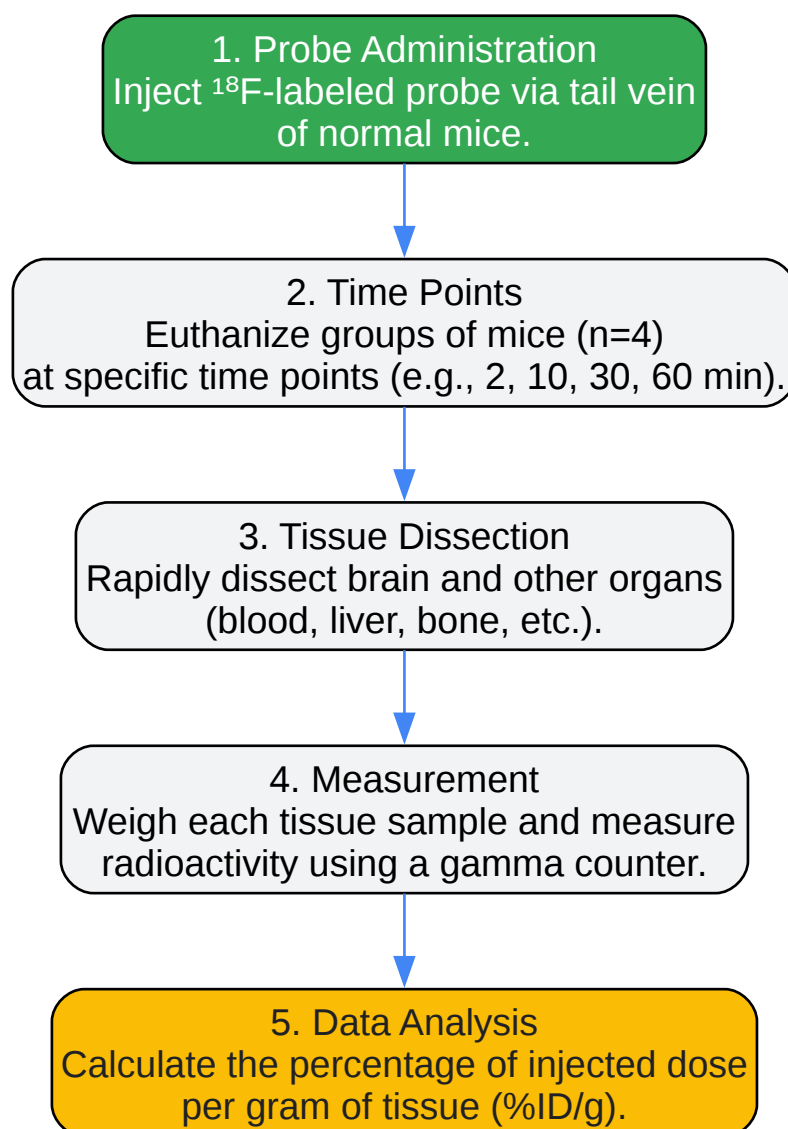 1. Probe Administration
Inject ¹⁸F-labeled probe via tail vein
of normal mice.
2. Time Points
Euthanize groups of mice (n=4)
at specific time points (e.g., 2, 10, 30, 60 min).
3. Tissue Dissection
Rapidly dissect brain and other organs
(blood, liver, bone, etc.).
4. Measurement
Weigh each tissue sample and measure
radioactivity using a gamma counter.
5. Data Analysis
Calculate the percentage of injected dose
per gram of tissue (%ID/g).